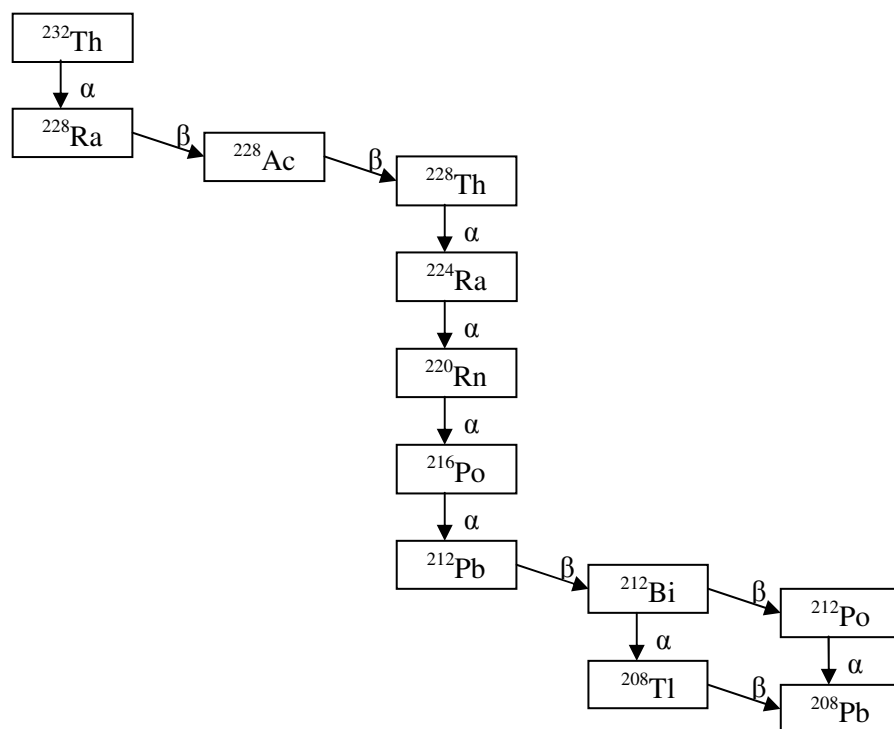 ²³²Th
α
²²⁸Ra
β
²²⁸Ac
β
²²⁸Th
α
²²⁴Ra
α
²²⁰Rn
α
²¹⁶Po
α
²¹²Pb
β
²¹²Bi
β
²¹²Po
α
α
²⁰⁸Tl
β
²⁰⁸Pb